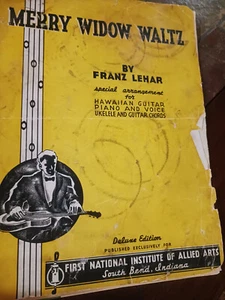 MERRY WIDOW WALTZ
BY
FRANZ LEHAR
special arrangement
for
HAWAIIAN GUITAR
PIANO AND VOICE
UKELELE AND GUITAR CHORDS
Deluxe Edition
PUBLISHED EXCLUSIVELY FOR
FIRST NATIONAL INSTITUTE OF ALLIED ARTS
South Bend, Indiana